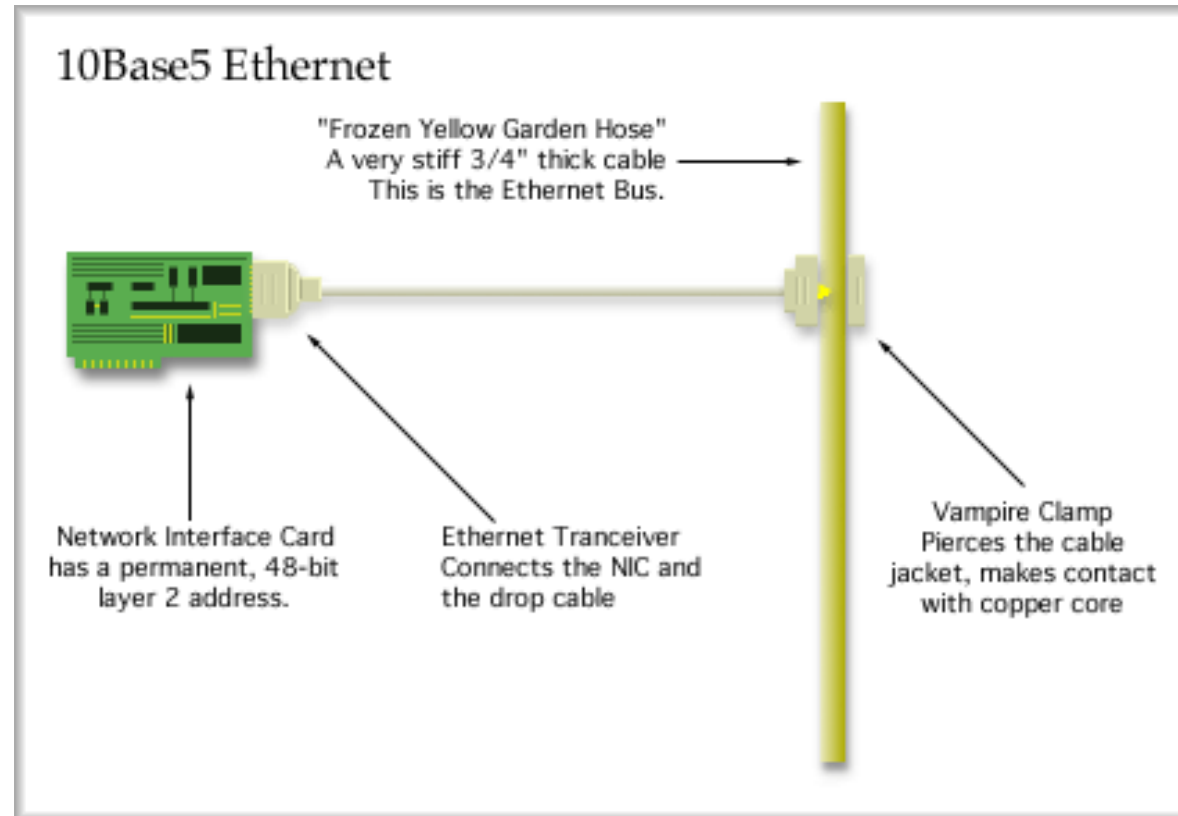 10Base5 Ethernet
"Frozen Yellow Garden Hose"
A very stiff 3/4" thick cable
This is the Ethernet Bus.
Network Interface Card
has a permanent, 48-bit
layer 2 address.
Ethernet Tranceiver
Connects the NIC and
the drop cable
Vampire Clamp
Pierces the cable
jacket, makes contact
with copper core